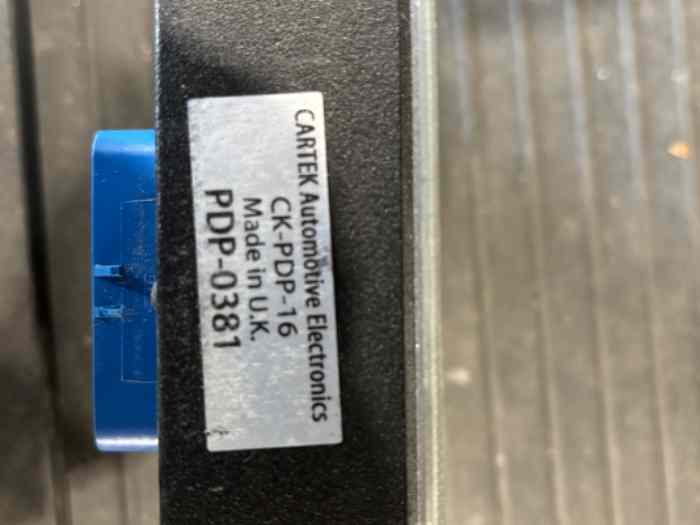 CARTEK Automotive Electronics
CK-PDP-16
Made in U.K.
PDP-0381